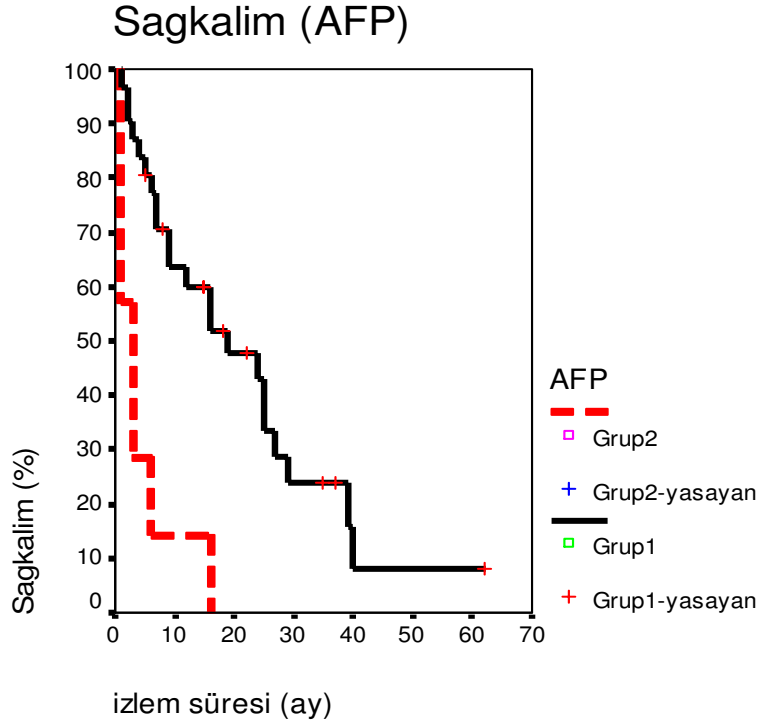 Sagkalim (AFP)
100
90
80
70
60
50
40
30
20
10
0
Sagkalim (%)
0 10 20 30 40 50 60 70
izlem süresi (ay)
AFP
Grup2
Grup2-yasayan
Grup1
Grup1-yasayan